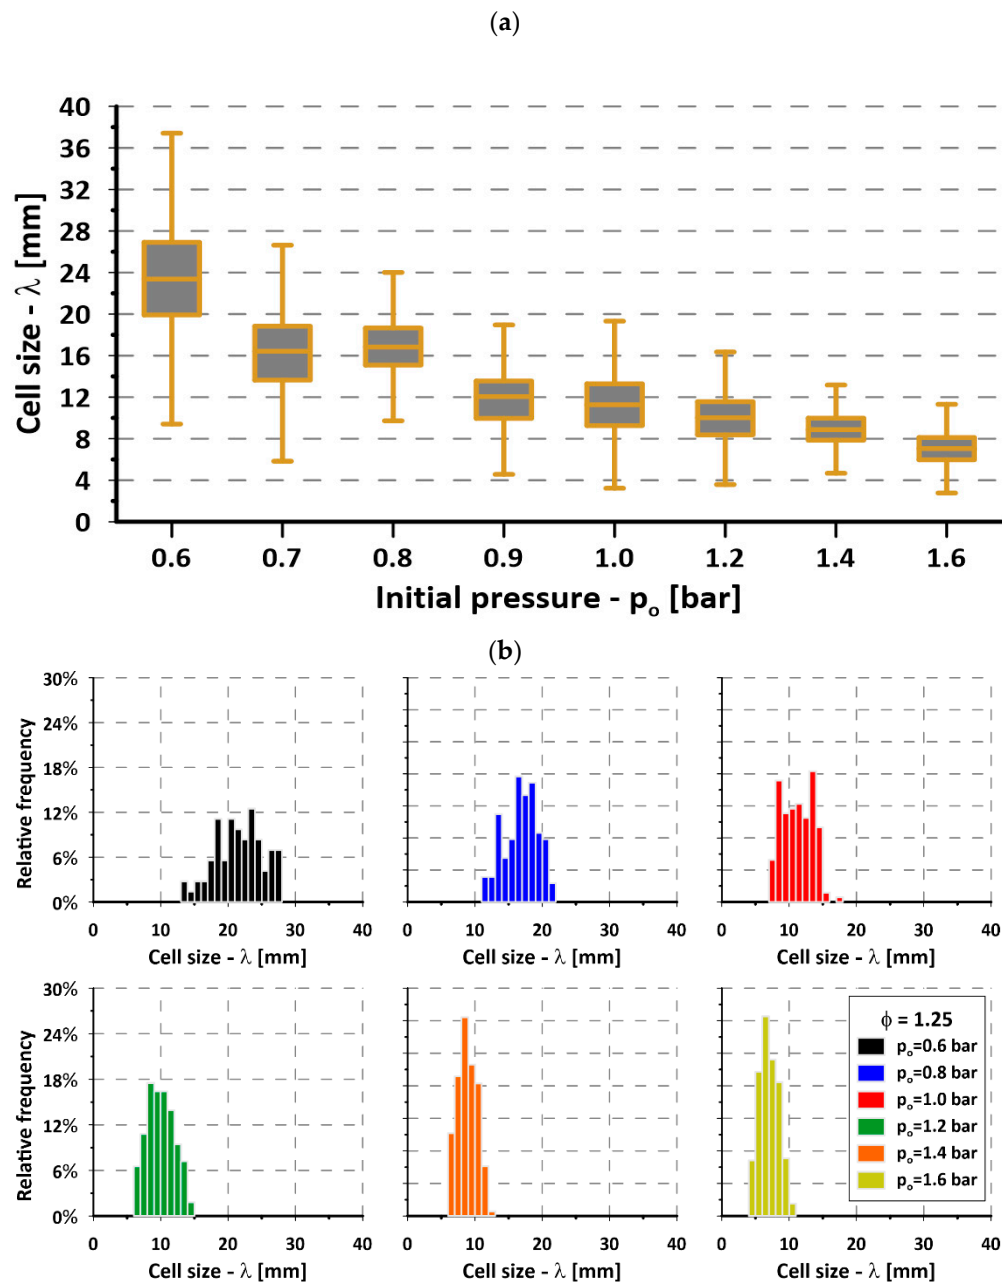 (a)
40
36
32
28
24
20
16
12
8
4
0
Cell size - λ [mm]
0.6 0.7 0.8 0.9 1.0 1.2 1.4 1.6
Initial pressure - pₒ [bar]
(b)
30%
24%
18%
12%
6%
0%
Relative frequency
0 10 20 30 40
Cell size - λ [mm]
0 10 20 30 40
Cell size - λ [mm]
0 10 20 30 40
Cell size - λ [mm]
30%
24%
18%
12%
6%
0%
Relative frequency
0 10 20 30 40
Cell size - λ [mm]
0 10 20 30 40
Cell size - λ [mm]
ϕ = 1.25
pₒ=0.6 bar
pₒ=0.8 bar
pₒ=1.0 bar
pₒ=1.2 bar
pₒ=1.4 bar
pₒ=1.6 bar
0 10 20 30 40
Cell size - λ [mm]